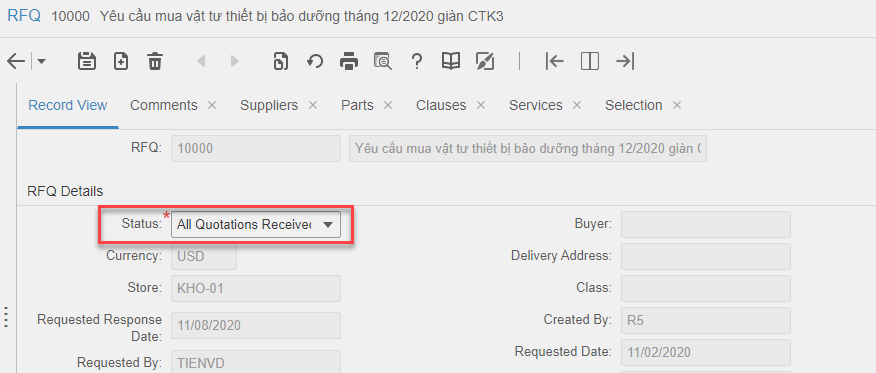 RFQ 10000 Yêu cầu mua vật tư thiết bị bảo dưỡng tháng 12/2020 giàn CTK3
Record View Comments Suppliers Parts Clauses Services Selection
RFQ: 10000 Yêu cầu mua vật tư thiết bị bảo dưỡng tháng 12/2020 giàn
RFQ Details
Status: * All Quotations Received Buyer:
Currency: USD Delivery Address:
Store: KHO-01 Class:
Requested Response Date: 11/08/2020 Created By: R5
Requested By: TIENVD Requested Date: 11/02/2020